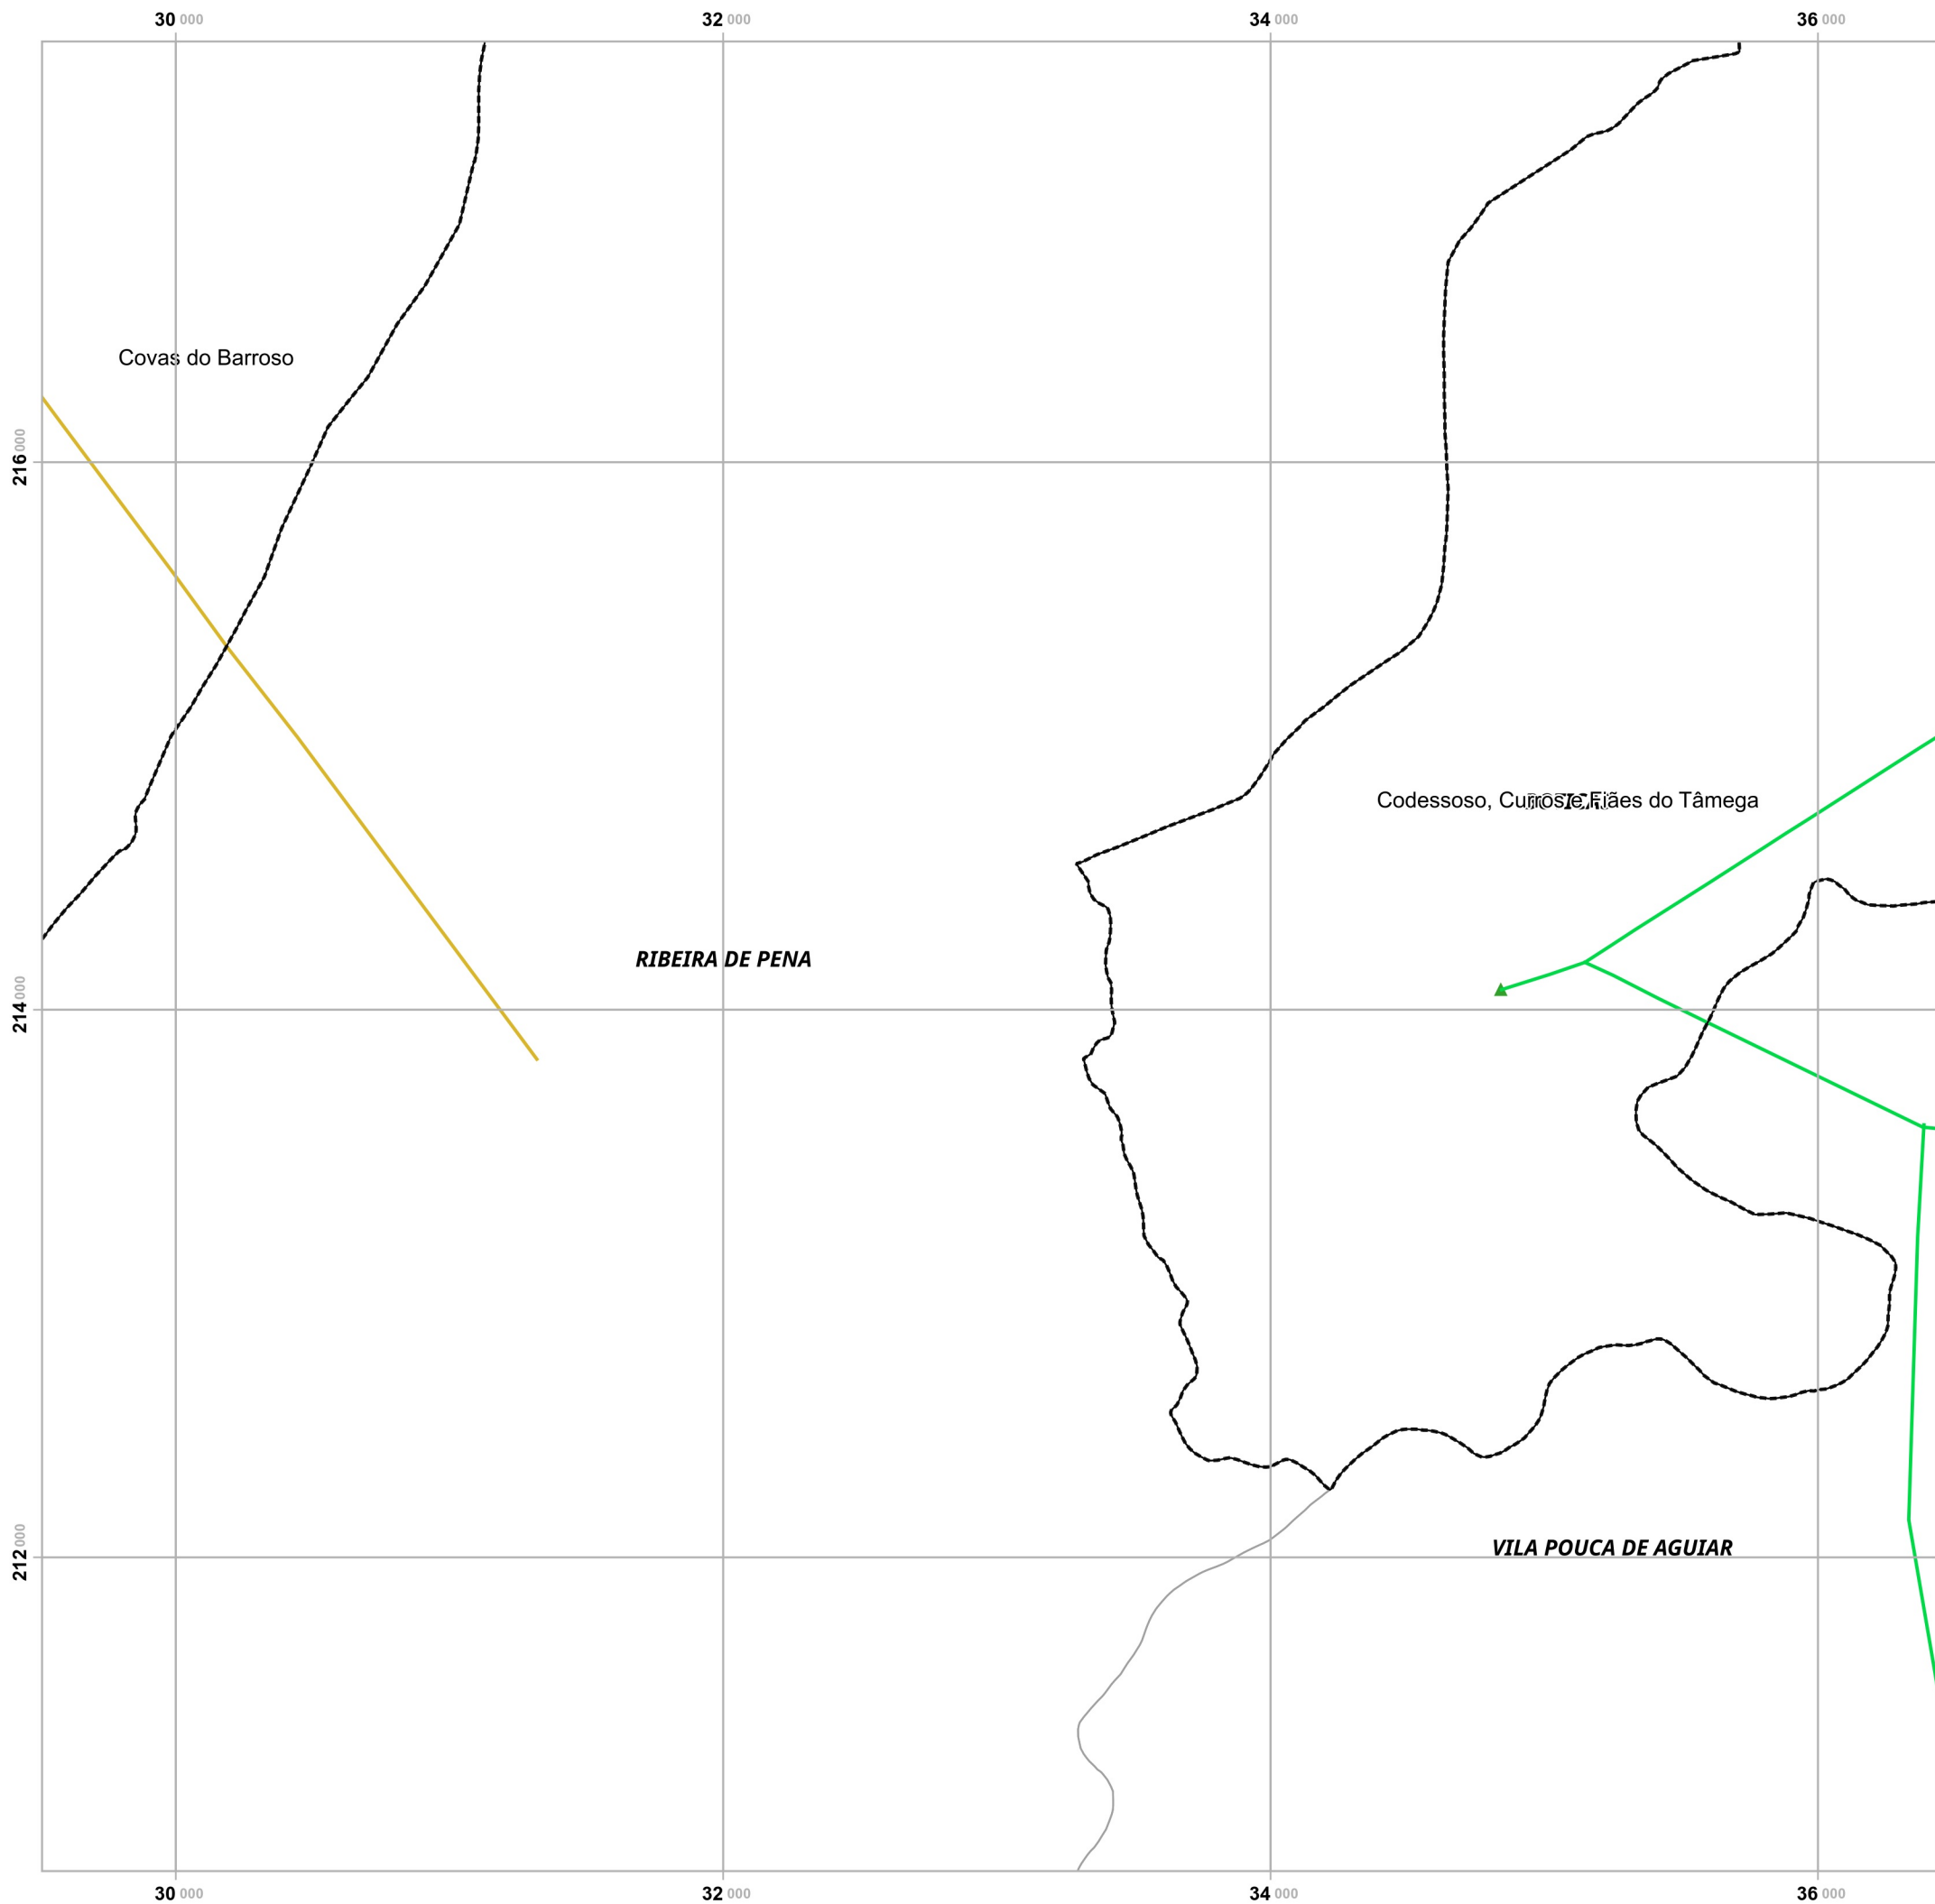 30 000 32 000 34 000 36 000
Covas do Barroso
216 000
Codessoso, Curros e Fiães do Tâmega
RIBEIRA DE PENA
214 000
VILA POUCA DE AGUIAR
212 000
30 000 32 000 34 000 36 000